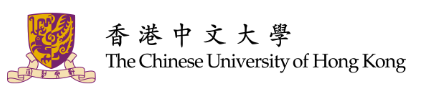 香港中文大學
The Chinese University of Hong Kong